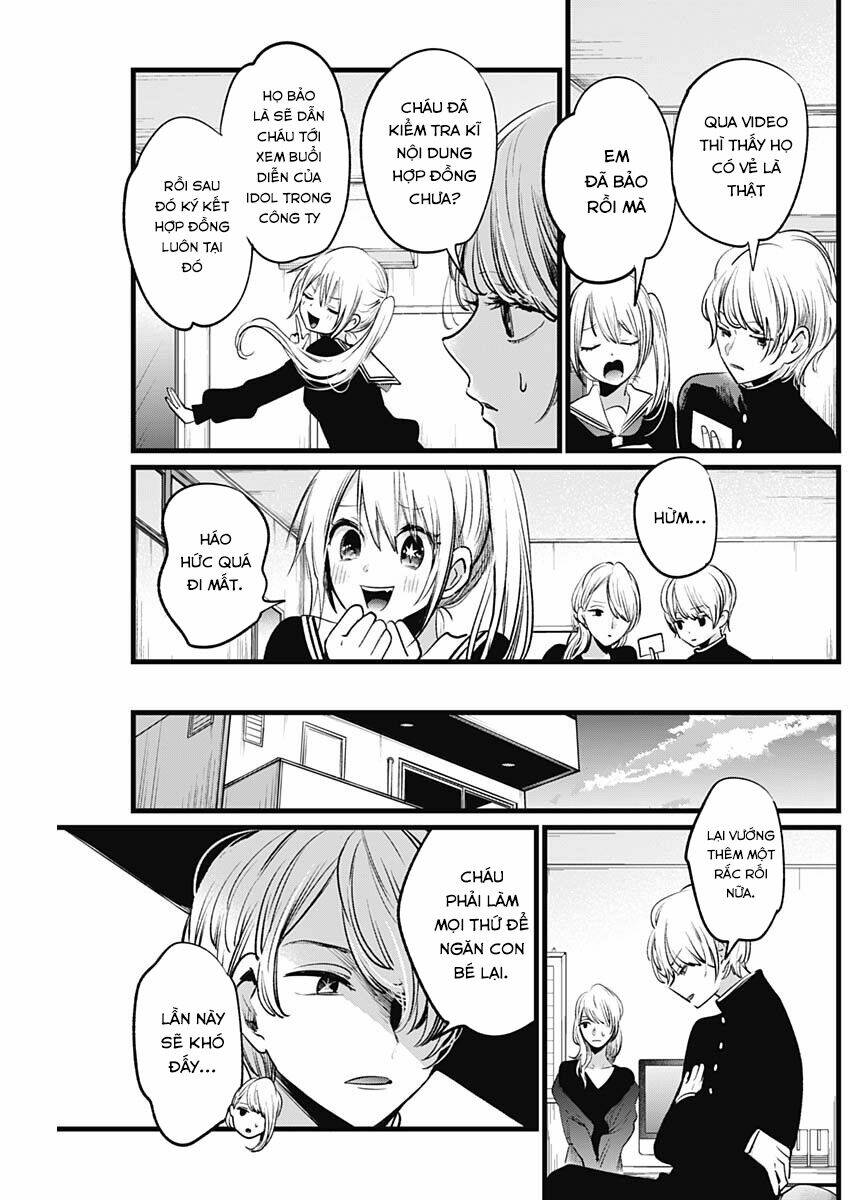 QUA VIDEO
THÌ THẤY HỌ
CÓ VẺ LÀ
THẬT
EM
ĐÃ BẢO
RỒI MÀ
CHÁU ĐÃ
KIỂM TRA KĨ
NỘI DUNG
HỢP ĐỒNG
CHƯA?
HỌ BẢO
LÀ SẼ DẪN
CHÁU TỚI
XEM BUỔI
DIỄN CỦA
IDOL TRONG
CÔNG TY
RỒI SAU
ĐÓ KÝ KẾT
HỢP ĐỒNG
LUÔN TẠI
ĐÓ
HỪM...
HÁO
HỨC QUÁ
ĐI MẤT.
LẠI VƯỚNG
THÊM MỘT
RẮC RỐI
NỮA.
CHÁU
PHẢI LÀM
MỌI THỨ ĐỂ
NGĂN CON
BÉ LẠI.
LẦN NÀY
SẼ KHÓ
ĐẤY...